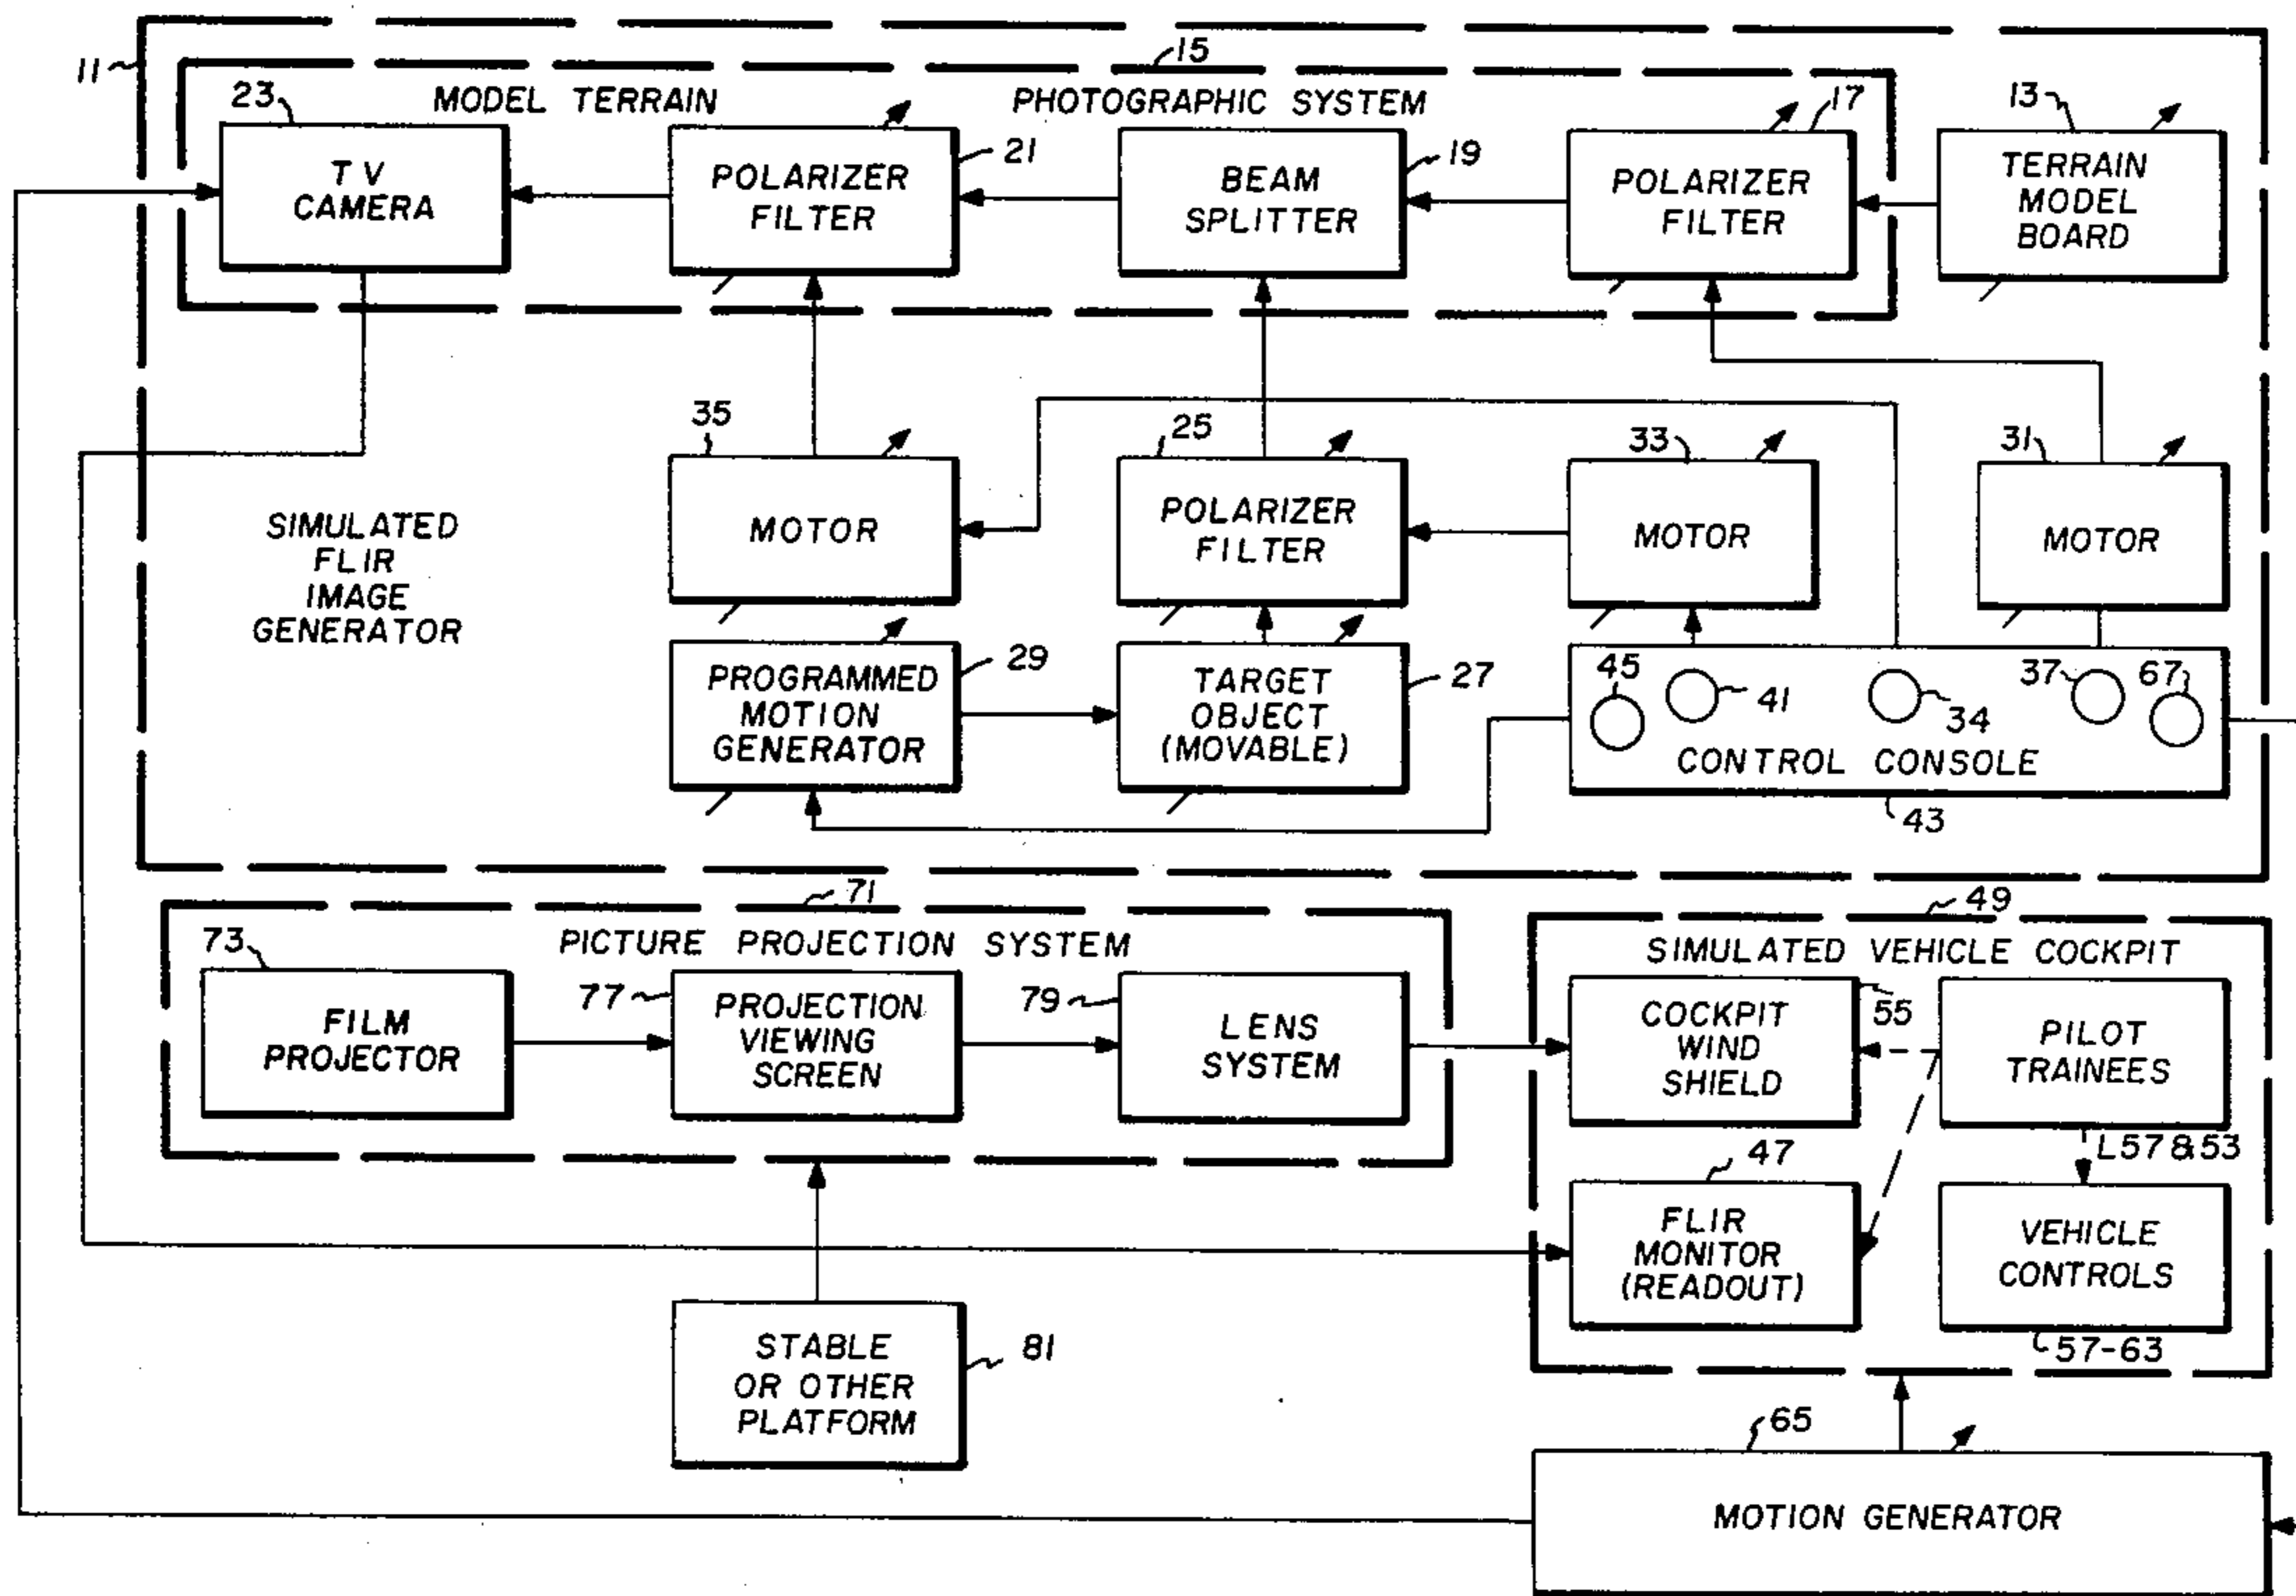 11
15
MODEL TERRAIN PHOTOGRAPHIC SYSTEM
23
TV
CAMERA
21
POLARIZER
FILTER
19
BEAM
SPLITTER
17
POLARIZER
FILTER
13
TERRAIN
MODEL
BOARD
SIMULATED
FLIR
IMAGE
GENERATOR
35
MOTOR
25
POLARIZER
FILTER
33
MOTOR
31
MOTOR
29
PROGRAMMED
MOTION
GENERATOR
27
TARGET
OBJECT
(MOVABLE)
45
41
34
37
67
CONTROL CONSOLE
43
71
PICTURE PROJECTION SYSTEM
73
FILM
PROJECTOR
77
PROJECTION
VIEWING
SCREEN
79
LENS
SYSTEM
49
SIMULATED VEHICLE COCKPIT
55
COCKPIT
WIND
SHIELD
PILOT
TRAINEES
57 & 53
47
FLIR
MONITOR
(READOUT)
VEHICLE
CONTROLS
57-63
STABLE
OR OTHER
PLATFORM
81
65
MOTION GENERATOR